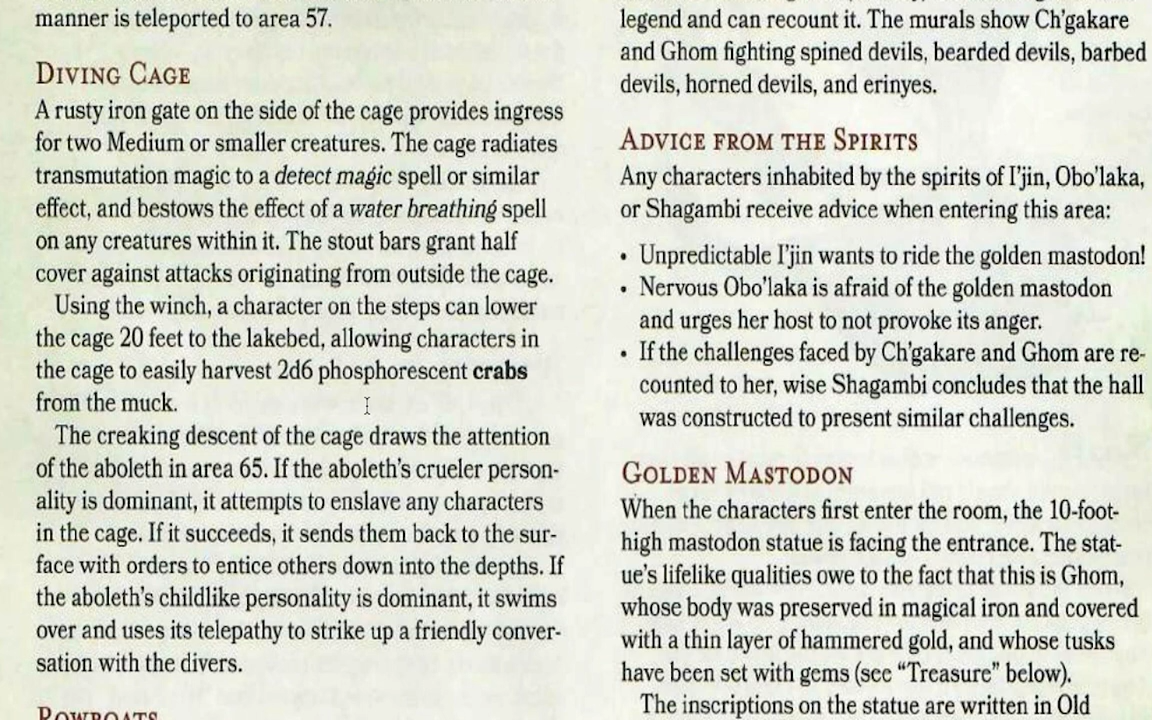 manner is teleported to area 57.
DIVING CAGE
A rusty iron gate on the side of the cage provides ingress
for two Medium or smaller creatures. The cage radiates
transmutation magic to a detect magic spell or similar
effect, and bestows the effect of a water breathing spell
on any creatures within it. The stout bars grant half
cover against attacks originating from outside the cage.
Using the winch, a character on the steps can lower
the cage 20 feet to the lakebed, allowing characters in
the cage to easily harvest 2d6 phosphorescent crabs
from the muck.
The creaking descent of the cage draws the attention
of the aboleth in area 65. If the aboleth's crueler person-
ality is dominant, it attempts to enslave any characters
in the cage. If it succeeds, it sends them back to the sur-
face with orders to entice others down into the depths. If
the aboleth's childlike personality is dominant, it swims
over and uses its telepathy to strike up a friendly conver-
sation with the divers.
ROWBOATS
legend and can recount it. The murals show Ch'gakare
and Ghom fighting spined devils, bearded devils, barbed
devils, horned devils, and erinyes.
ADVICE FROM THE SPIRITS
Any characters inhabited by the spirits of I'jin, Obo'laka,
or Shagambi receive advice when entering this area:
• Unpredictable I'jin wants to ride the golden mastodon!
• Nervous Obo'laka is afraid of the golden mastodon
and urges her host to not provoke its anger.
• If the challenges faced by Ch'gakare and Ghom are re-
counted to her, wise Shagambi concludes that the hall
was constructed to present similar challenges.
GOLDEN MASTODON
When the characters first enter the room, the 10-foot-
high mastodon statue is facing the entrance. The stat-
ue's lifelike qualities owe to the fact that this is Ghom,
whose body was preserved in magical iron and covered
with a thin layer of hammered gold, and whose tusks
have been set with gems (see “Treasure” below).
The inscriptions on the statue are written in Old